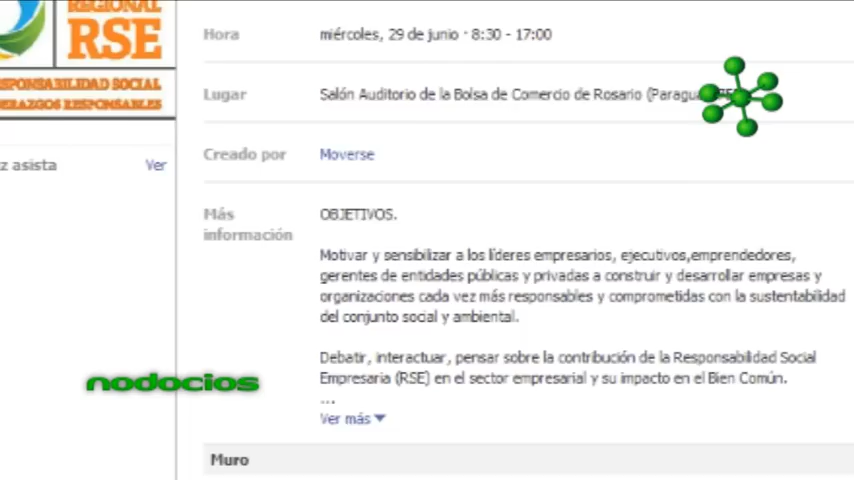 REGIONAL
RSE
RESPONSABILIDAD SOCIAL
LIDERAZGOS RESPONSABLES
z asista
Ver
Hora
miércoles, 29 de junio · 8:30 - 17:00
Lugar
Salón Auditorio de la Bolsa de Comercio de Rosario
Creado por
Moverse
Más
información
OBJETIVOS.
Motivar y sensibilizar a los líderes empresarios, ejecutivos,emprendedores,
gerentes de entidades públicas y privadas a construir y desarrollar empresas y
organizaciones cada vez más responsables y comprometidas con la sustentabilidad
del conjunto social y ambiental.
Debatir, interactuar, pensar sobre la contribución de la Responsabilidad Social
Empresaria (RSE) en el sector empresarial y su impacto en el Bien Común.
...
Ver más
nodocios
Muro